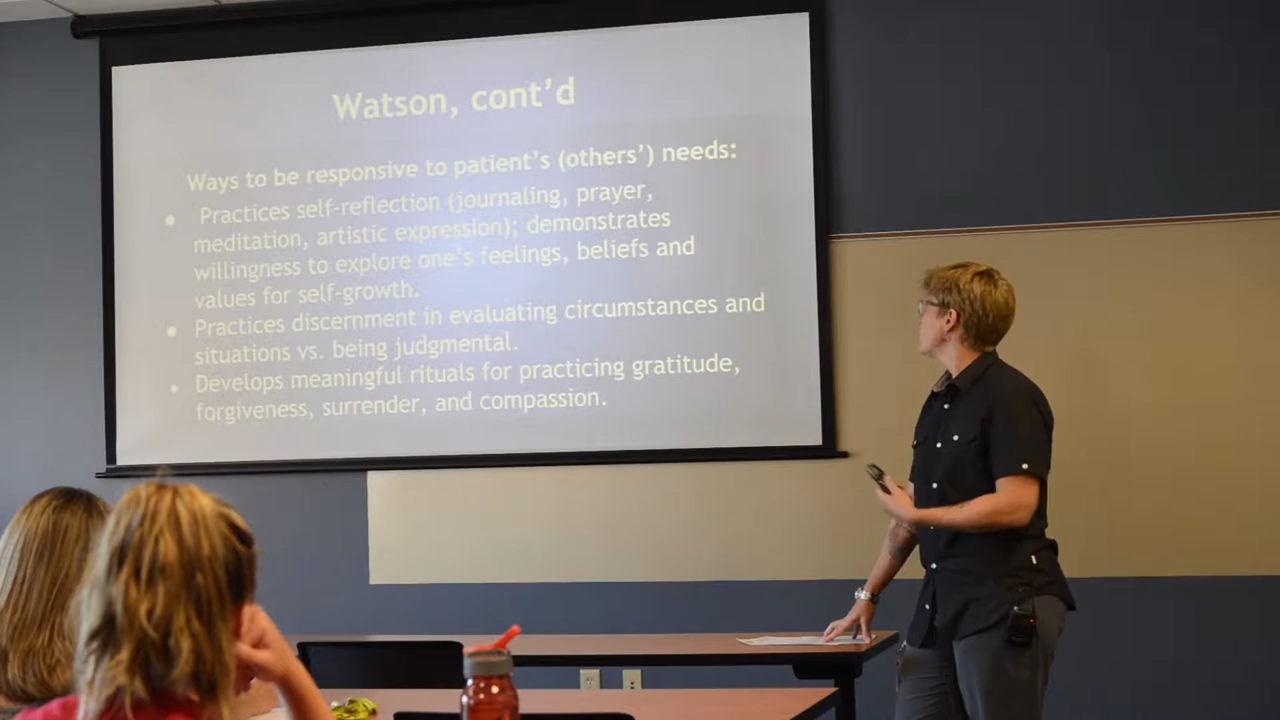 Watson, cont'd
Ways to be responsive to patient's (others') needs:
• Practices self-reflection (journaling, prayer,
meditation, artistic expression); demonstrates
willingness to explore one's feelings, beliefs and
values for self-growth.
• Practices discernment in evaluating circumstances and
situations vs. being judgmental.
• Develops meaningful rituals for practicing gratitude,
forgiveness, surrender, and compassion.